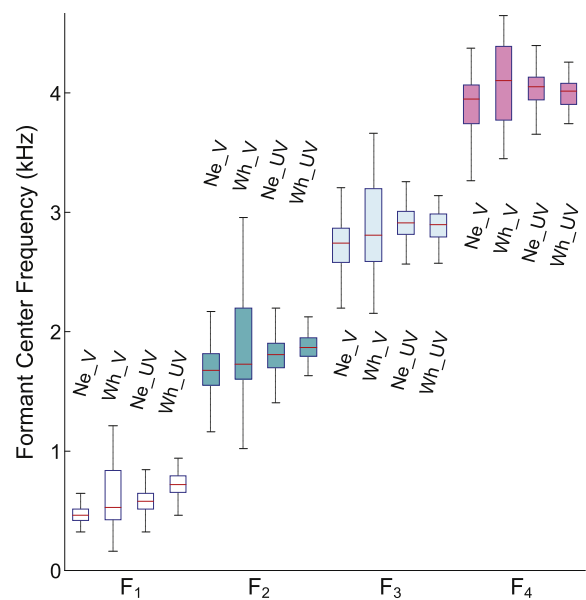 Formant Center Frequency (kHz)
4
3
2
1
0
Ne_V Wh_V Ne_UV Wh_UV
Ne_V Wh_V Ne_UV Wh_UV
Ne_V Wh_V Ne_UV Wh_UV
Ne_V Wh_V Ne_UV Wh_UV
F1 F2 F3 F4